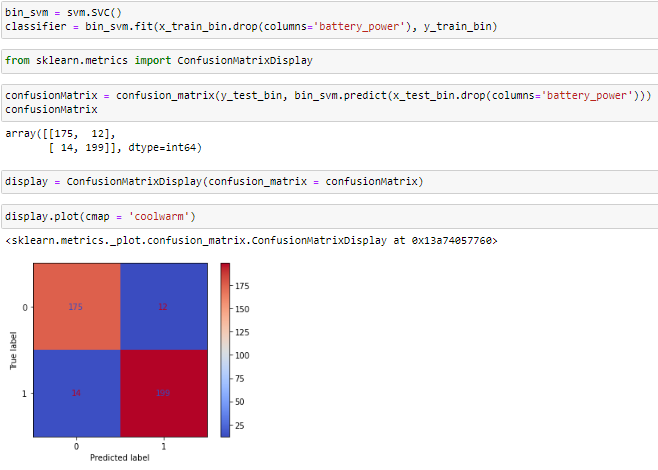 bin_svm = svm.SVC()
classifier = bin_svm.fit(x_train_bin.drop(columns='battery_power'), y_train_bin)
from sklearn.metrics import ConfusionMatrixDisplay
confusionMatrix = confusion_matrix(y_test_bin, bin_svm.predict(x_test_bin.drop(columns='battery_power')))
confusionMatrix
array([[175,  12],
       [ 14, 199]], dtype=int64)
display = ConfusionMatrixDisplay(confusion_matrix = confusionMatrix)
display.plot(cmap = 'coolwarm')
<sklearn.metrics._plot.confusion_matrix.ConfusionMatrixDisplay at 0x13a74057760>
175 12
14 199
0
1
True label
0 1
Predicted label
175
150
125
100
75
50
25